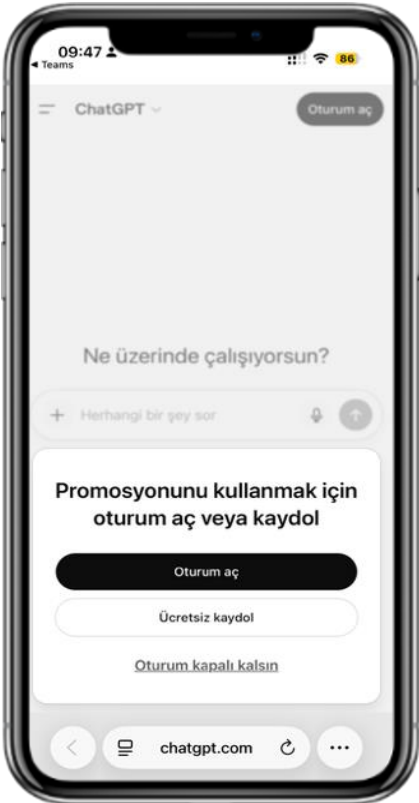 09:47
◀ Teams
86
ChatGPT
Oturum aç
Ne üzerinde çalışıyorsun?
Herhangi bir şey sor
Promosyonunu kullanmak için
oturum aç veya kaydol
Oturum aç
Ücretsiz kaydol
Oturum kapalı kalsın
chatgpt.com